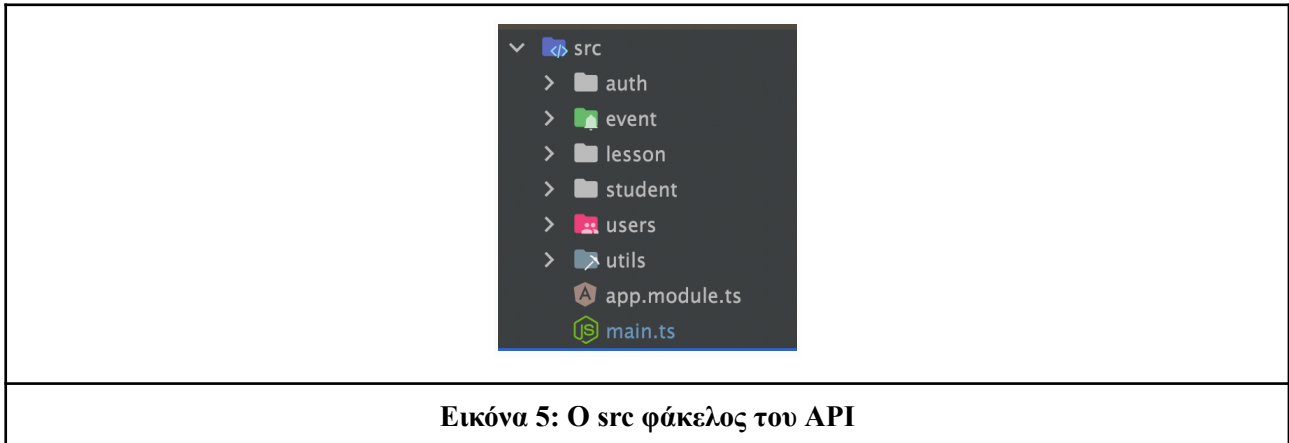 src
auth
event
lesson
student
users
utils
app.module.ts
main.ts
Εικόνα 5: Ο src φάκελος του API